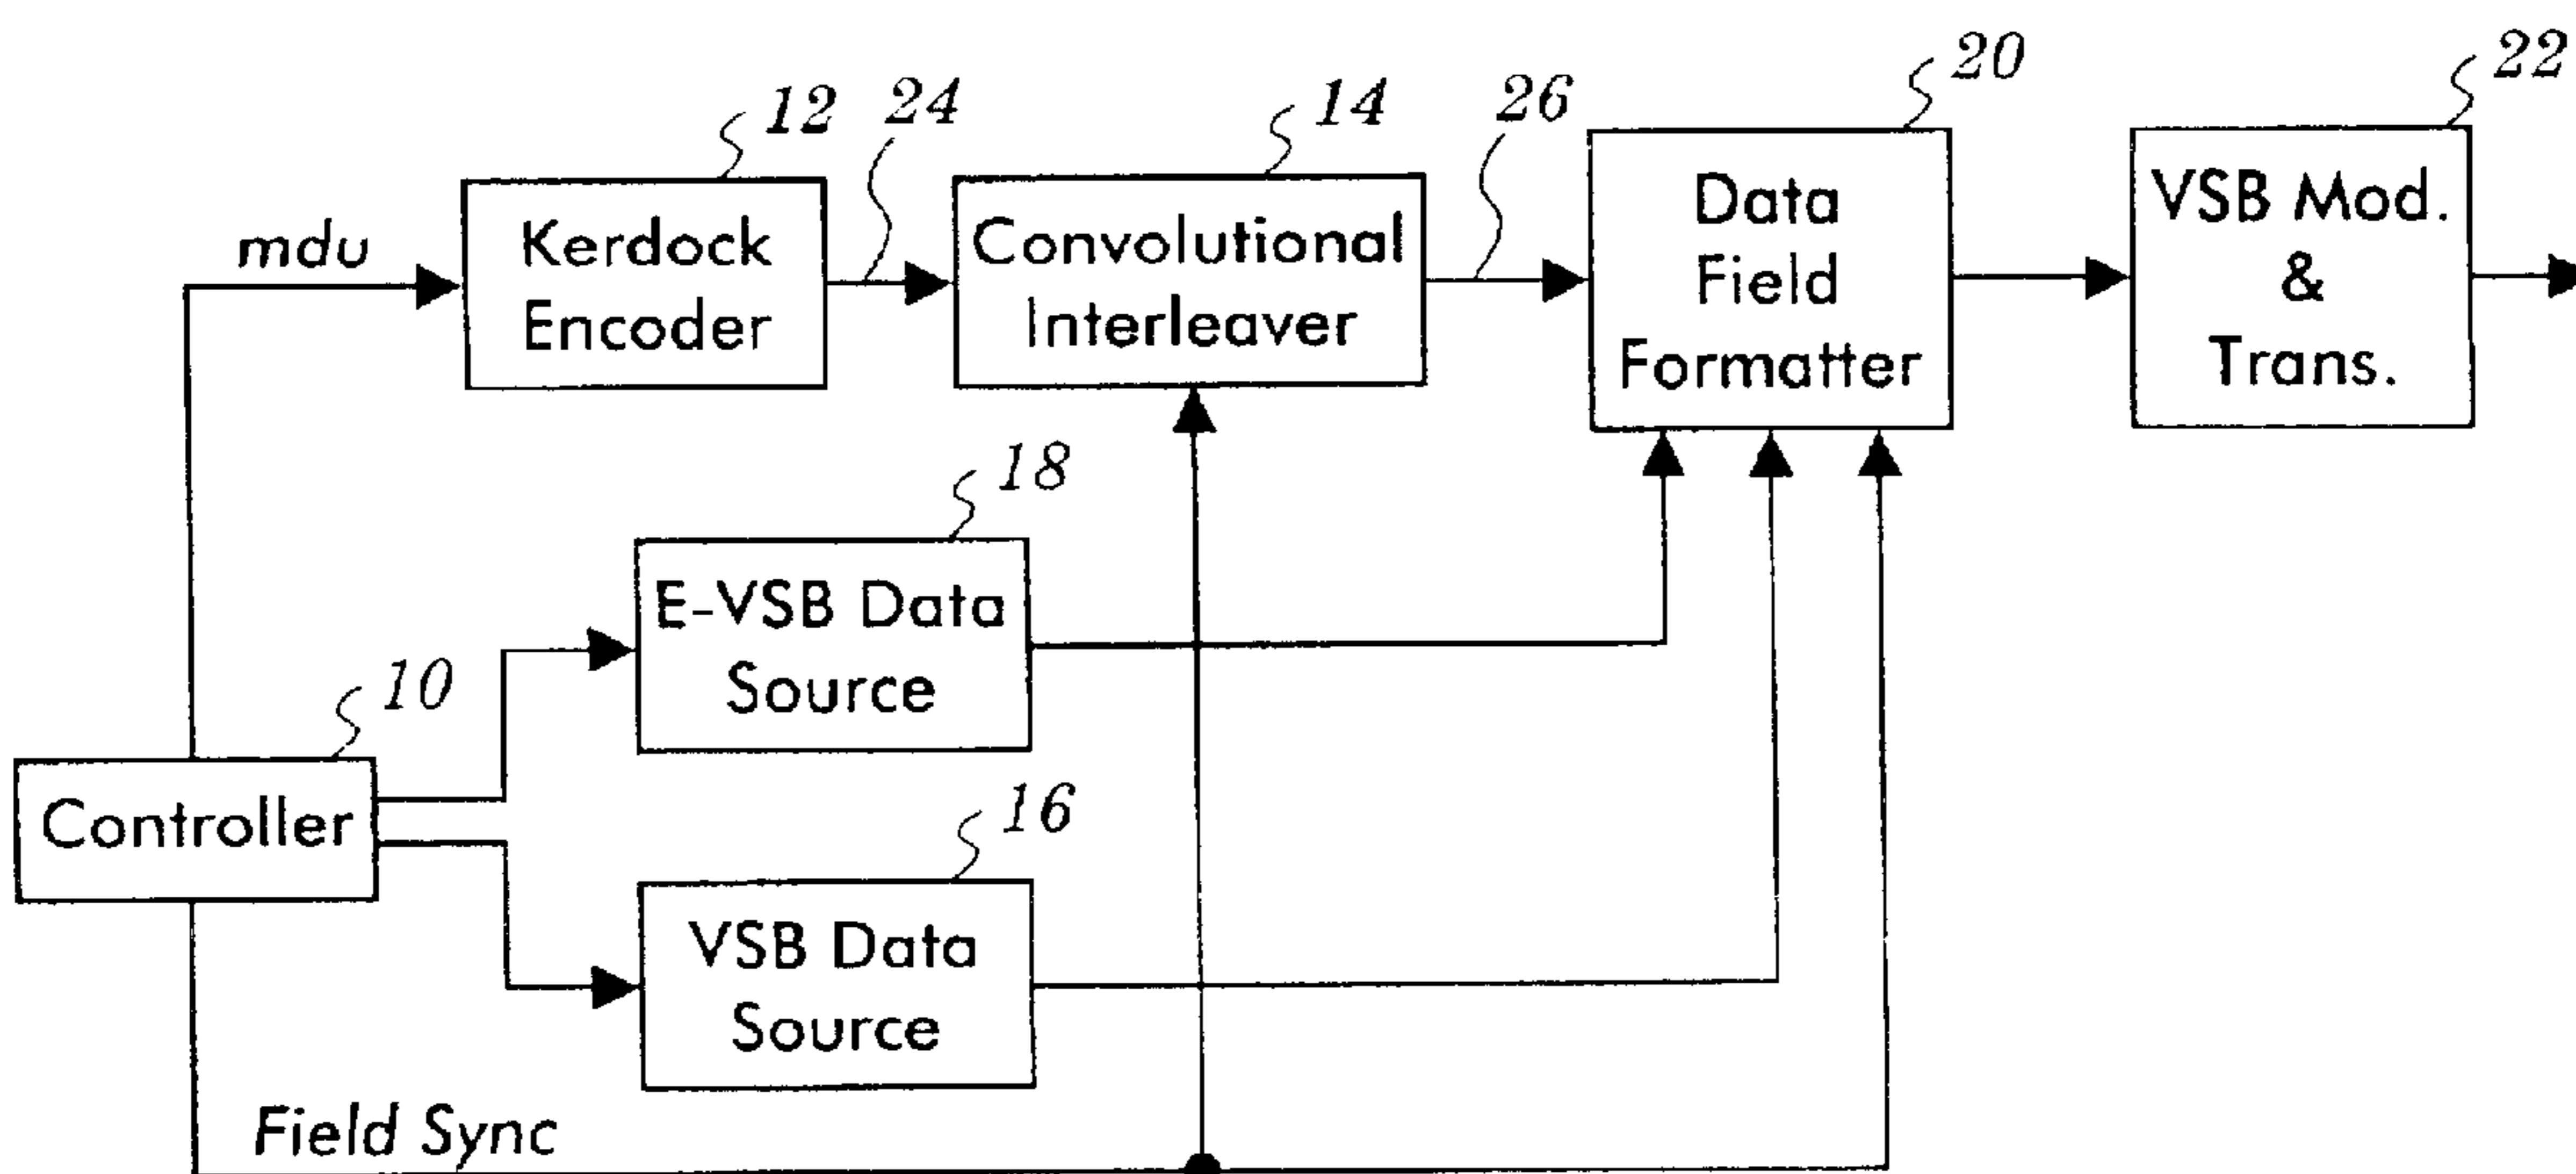 20
22
12
24
14
26
mdu
Kerdock
Encoder
Convolutional
Interleaver
Data
Field
Formatter
VSB Mod.
&
Trans.
18
E-VSB Data
Source
10
Controller
16
VSB Data
Source
Field Sync